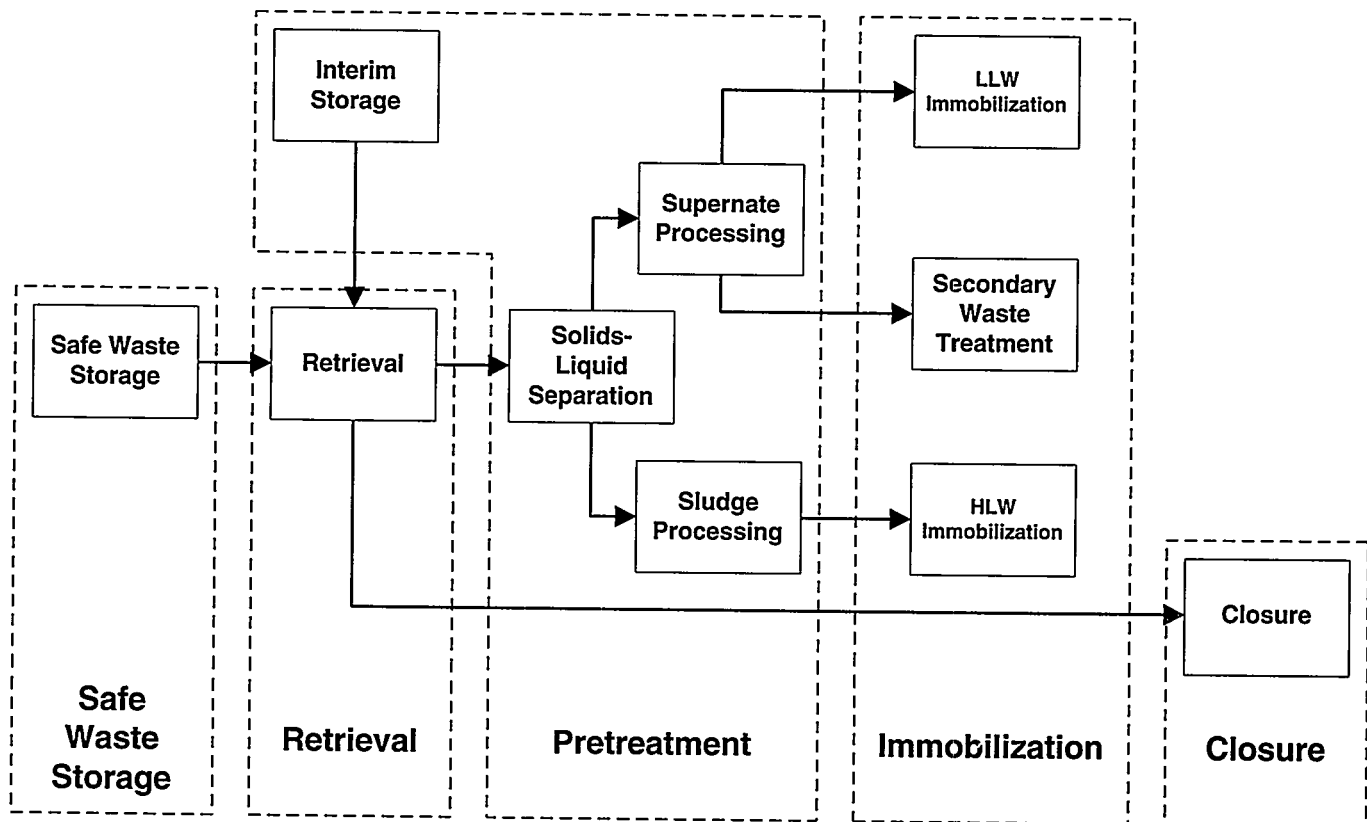 Interim
Storage
LLW
Immobilization
Supernate
Processing
Secondary
Waste
Treatment
Safe Waste
Storage
Retrieval
Solids-
Liquid
Separation
Sludge
Processing
HLW
Immobilization
Closure
Safe
Waste
Storage
Retrieval
Pretreatment
Immobilization
Closure